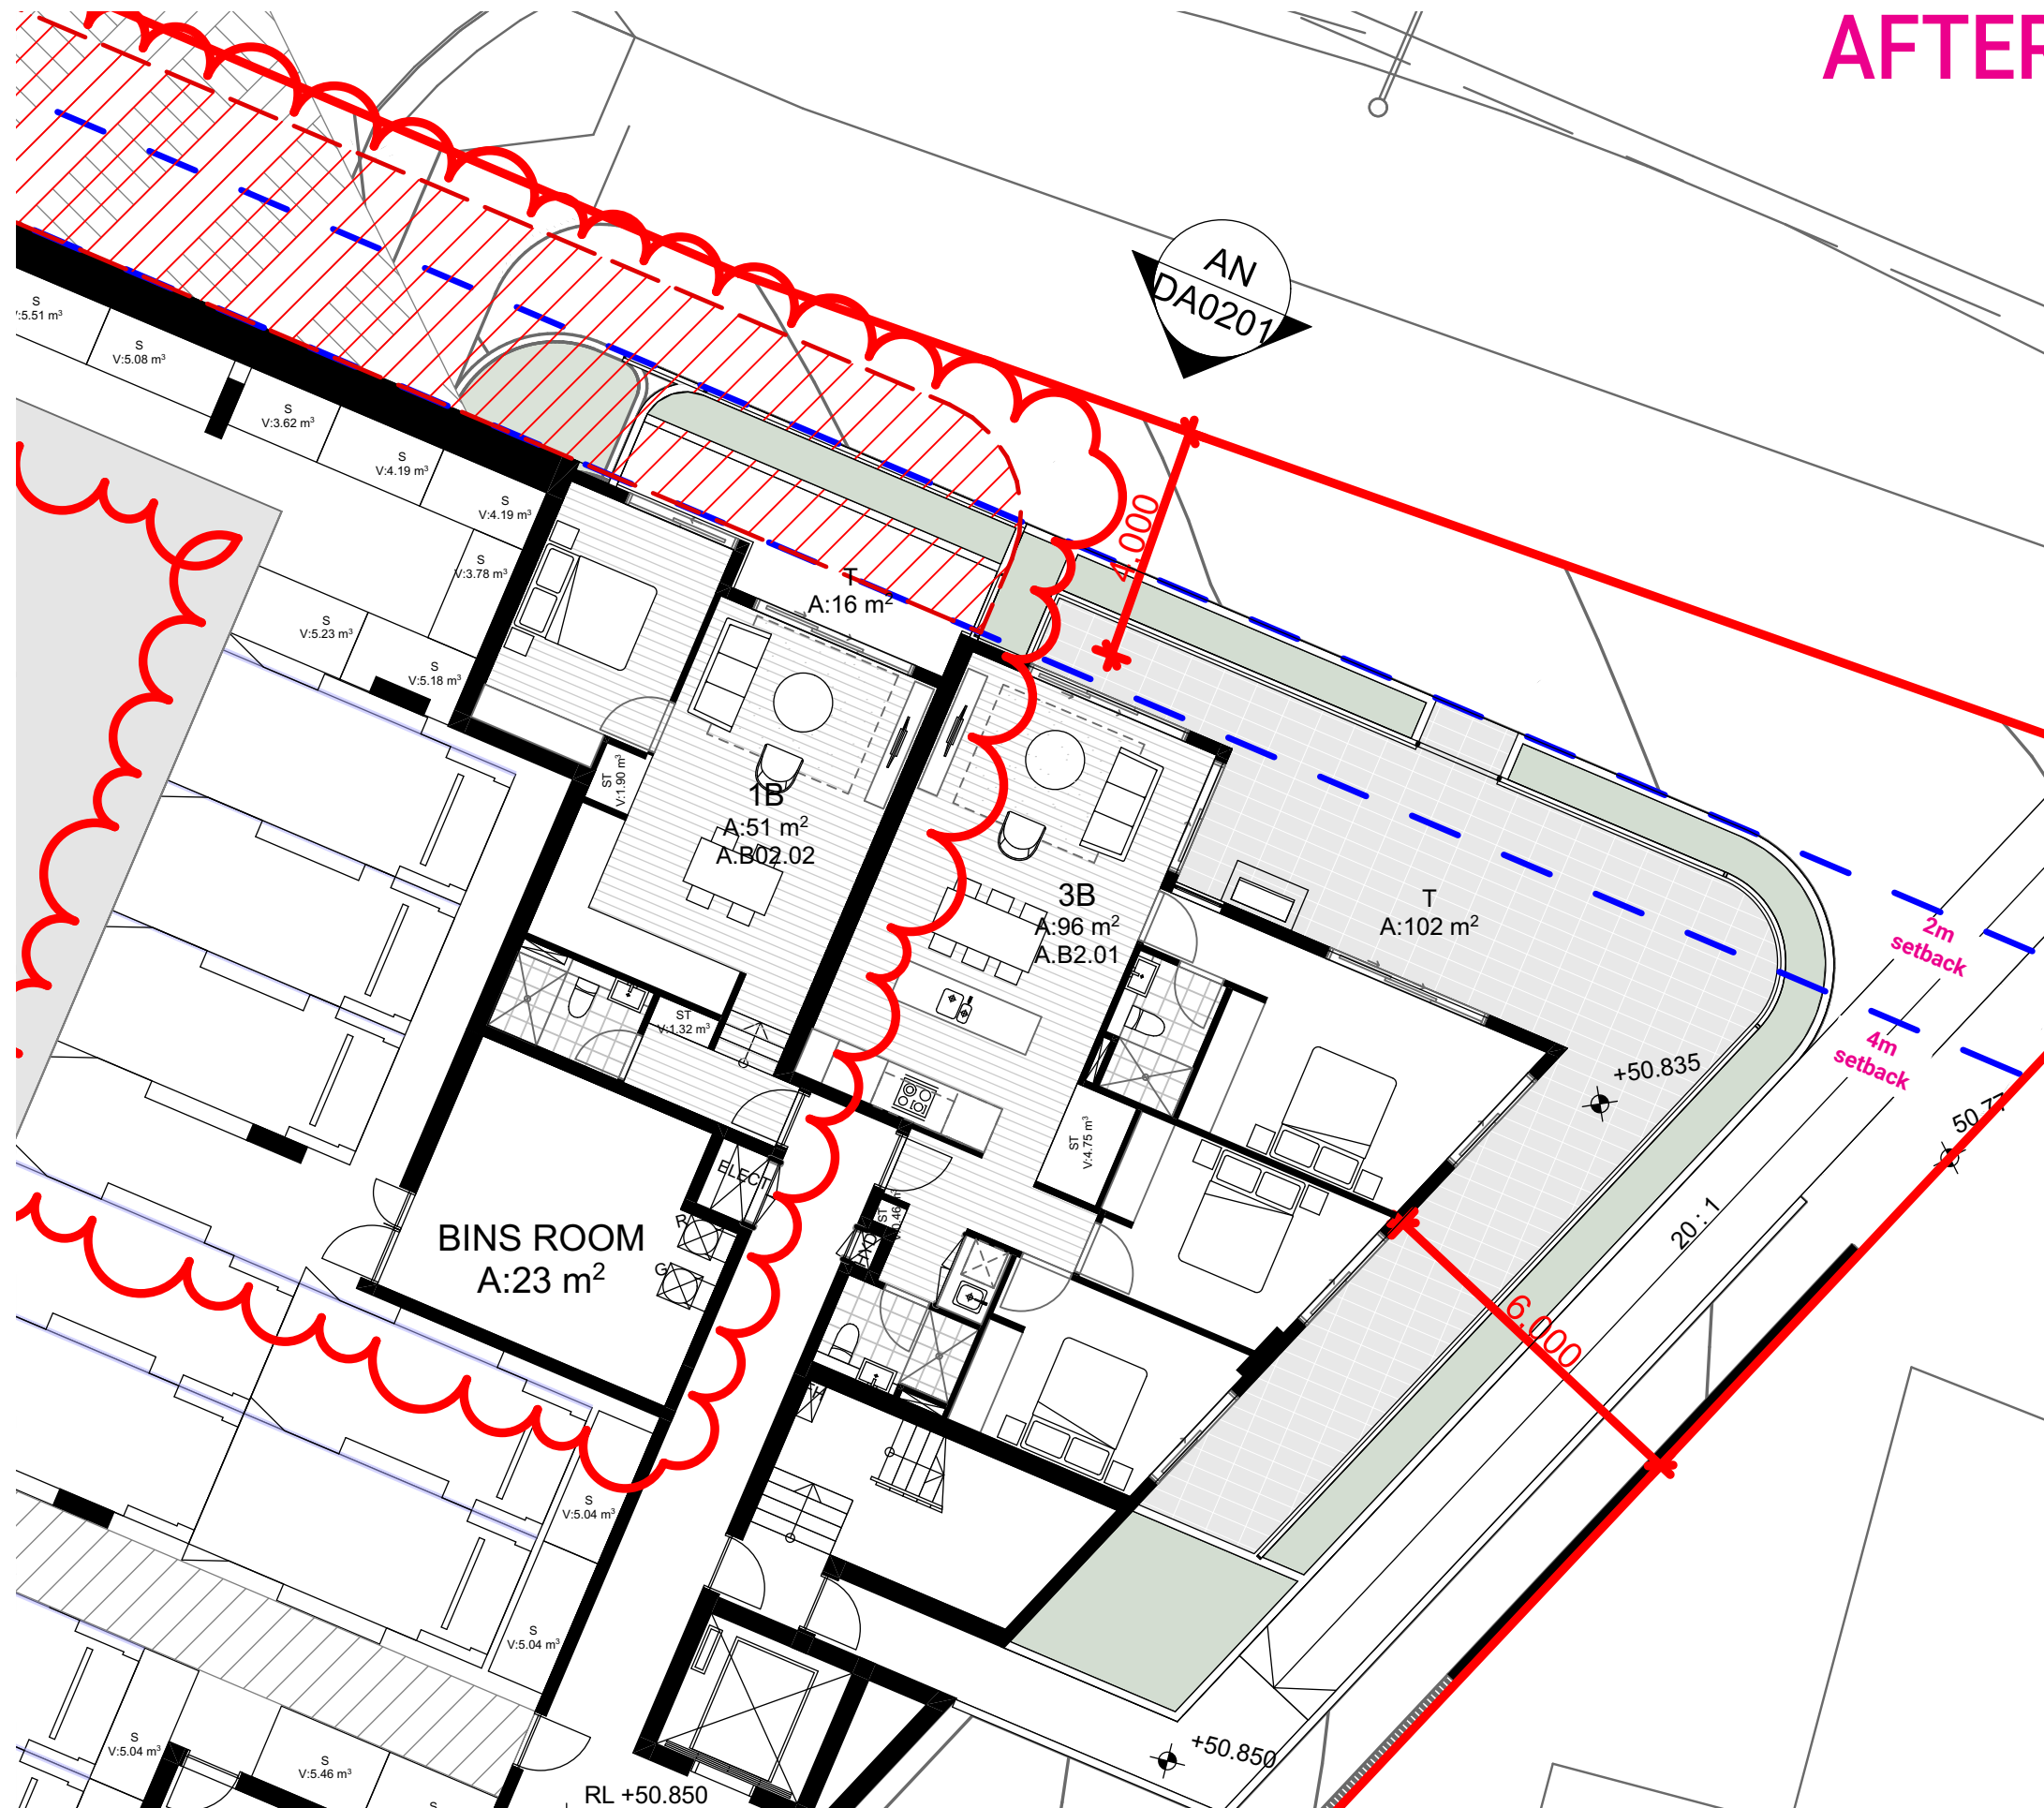 AFTER
AN
DA0201
S
V:5.51 m³
S
V:5.08 m³
S
V:3.62 m³
S
V:4.19 m³
S
V:4.19 m³
S
V:3.78 m³
S
V:5.23 m³
S
V:5.18 m³
4.000
T
A:16 m²
ST
V:1.90 m³
1B
A:51 m²
A.B02.02
3B
A:96 m²
A.B2.01
T
A:102 m²
2m
setback
4m
setback
ST
V:1.32 m³
+50.835
50.77
ST
V:4.75 m³
ELECT
R
G
BINS ROOM
A:23 m²
ST
20 : 1
6.000
S
V:5.04 m³
S
V:5.04 m³
S
V:5.04 m³
S
V:5.46 m³
S
+50.850
RL +50.850